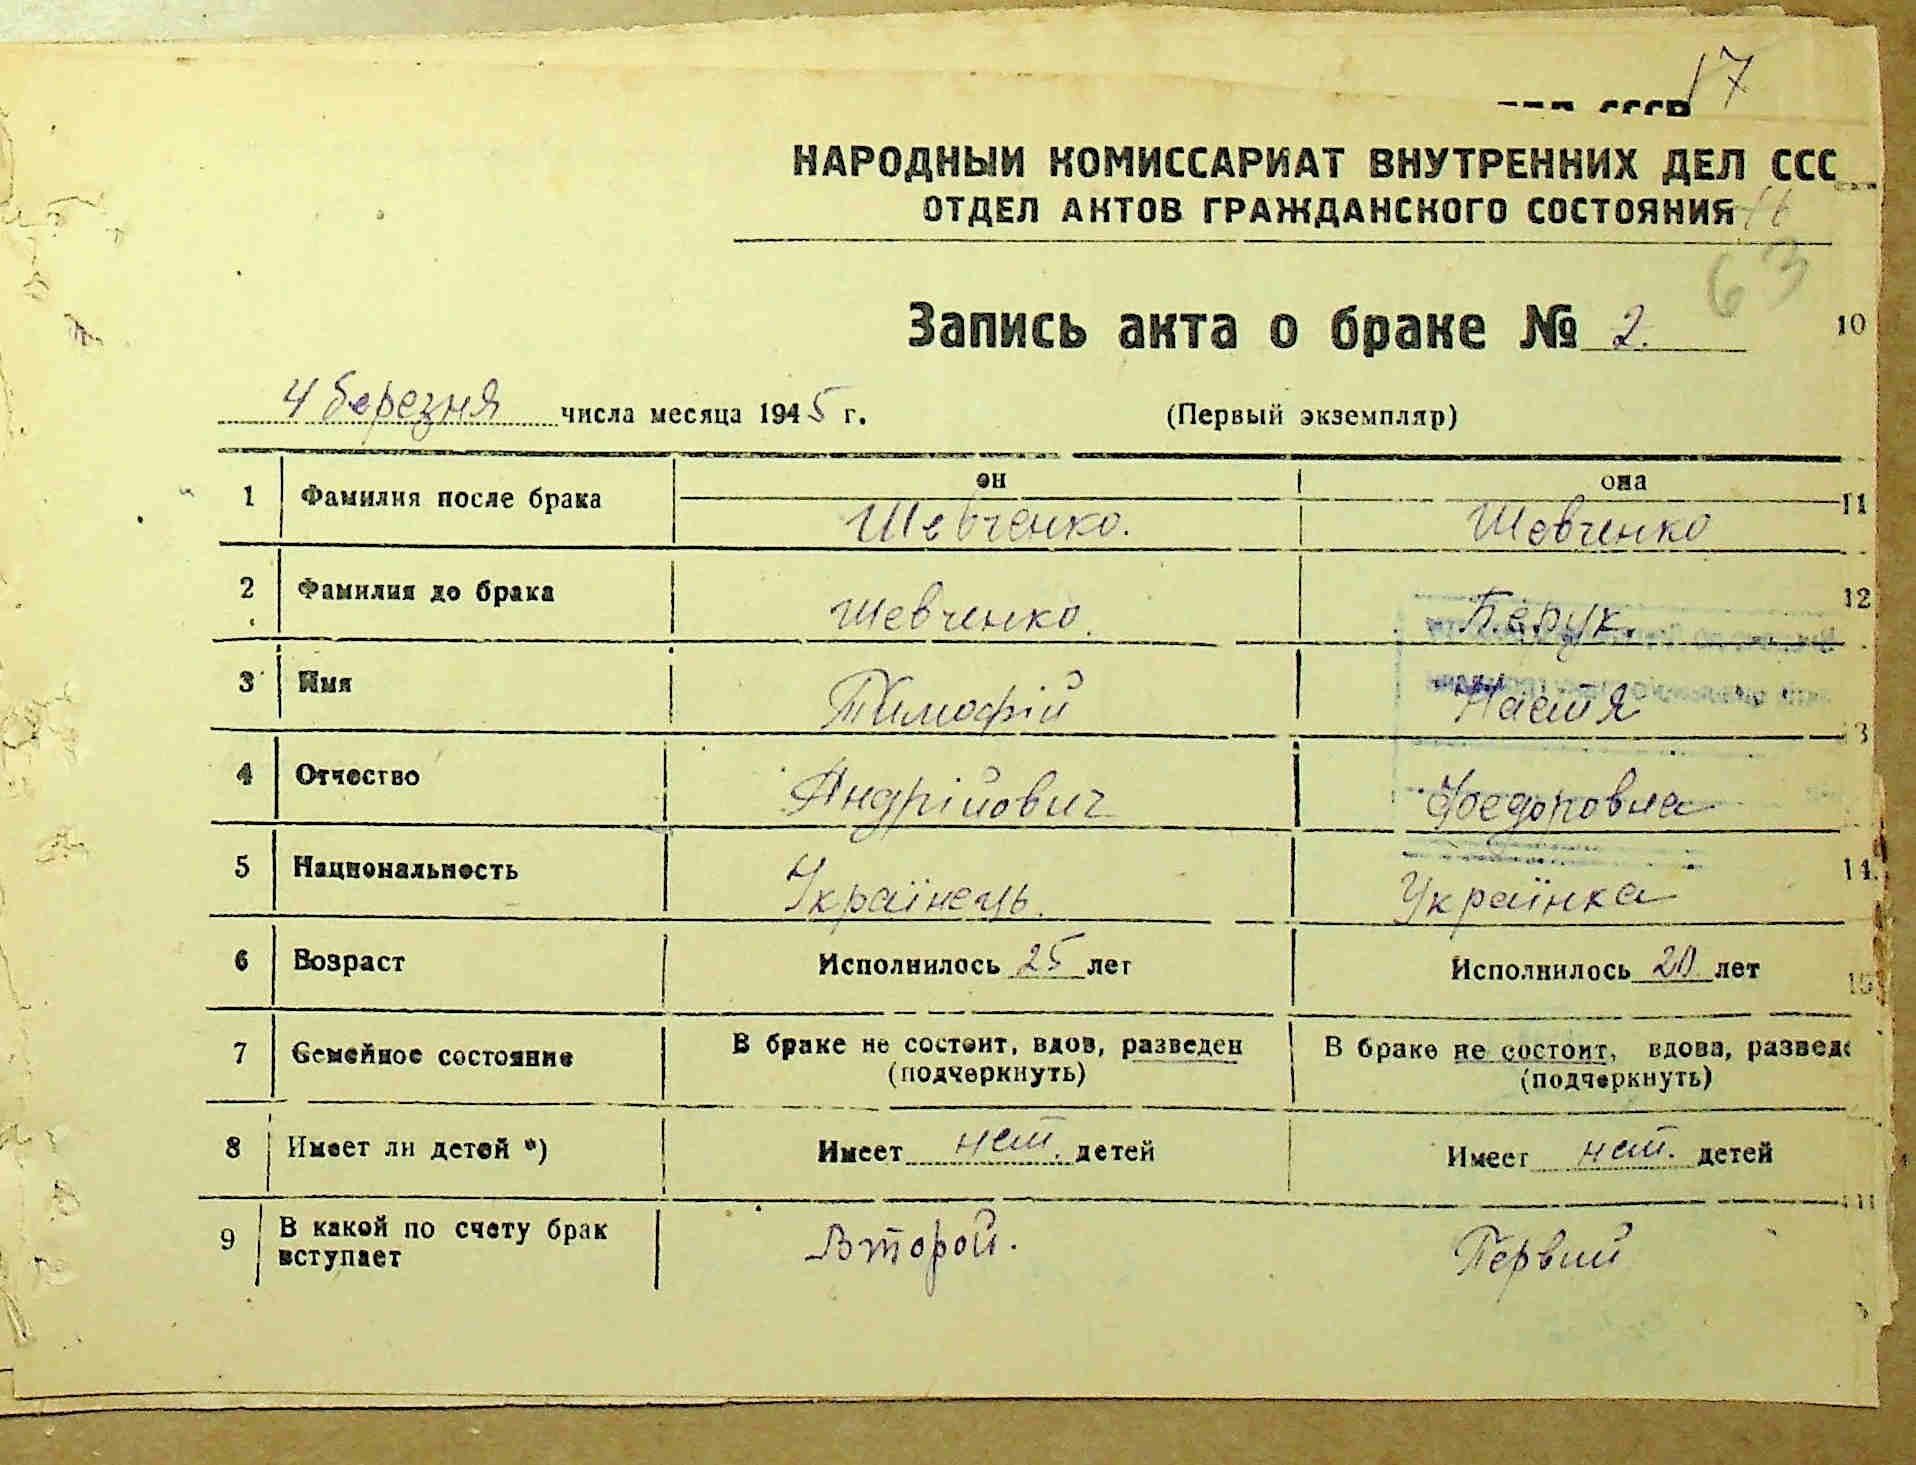 17
НАРОДНЫЙ КОМИССАРИАТ ВНУТРЕННИХ ДЕЛ ССС
ОТДЕЛ АКТОВ ГРАЖДАНСКОГО СОСТОЯНИЯ
63
Запись акта о браке № 2. 10
4 березня числа месяца 1945 г. (Первый экземпляр)
он она
1 Фамилия после брака Шевченко. Шевченко 11
2 Фамилия до брака Шевченко. Берук. 12
3 Имя Тимофій Настя
4 Отчество Андрійович Федоровна
5 Национальность Українець. Українка 14.
6 Возраст Исполнилось 25 лет Исполнилось 20 лет 15
7 Семейное состояние В браке не состоит, вдов, разведен В браке не состоит, вдова, разведе
(подчеркнуть) (подчеркнуть)
8 Имеет ли детей *) Имеет нет. детей Имеет нет. детей
9 В какой по счету брак
вступает Второй. Первий